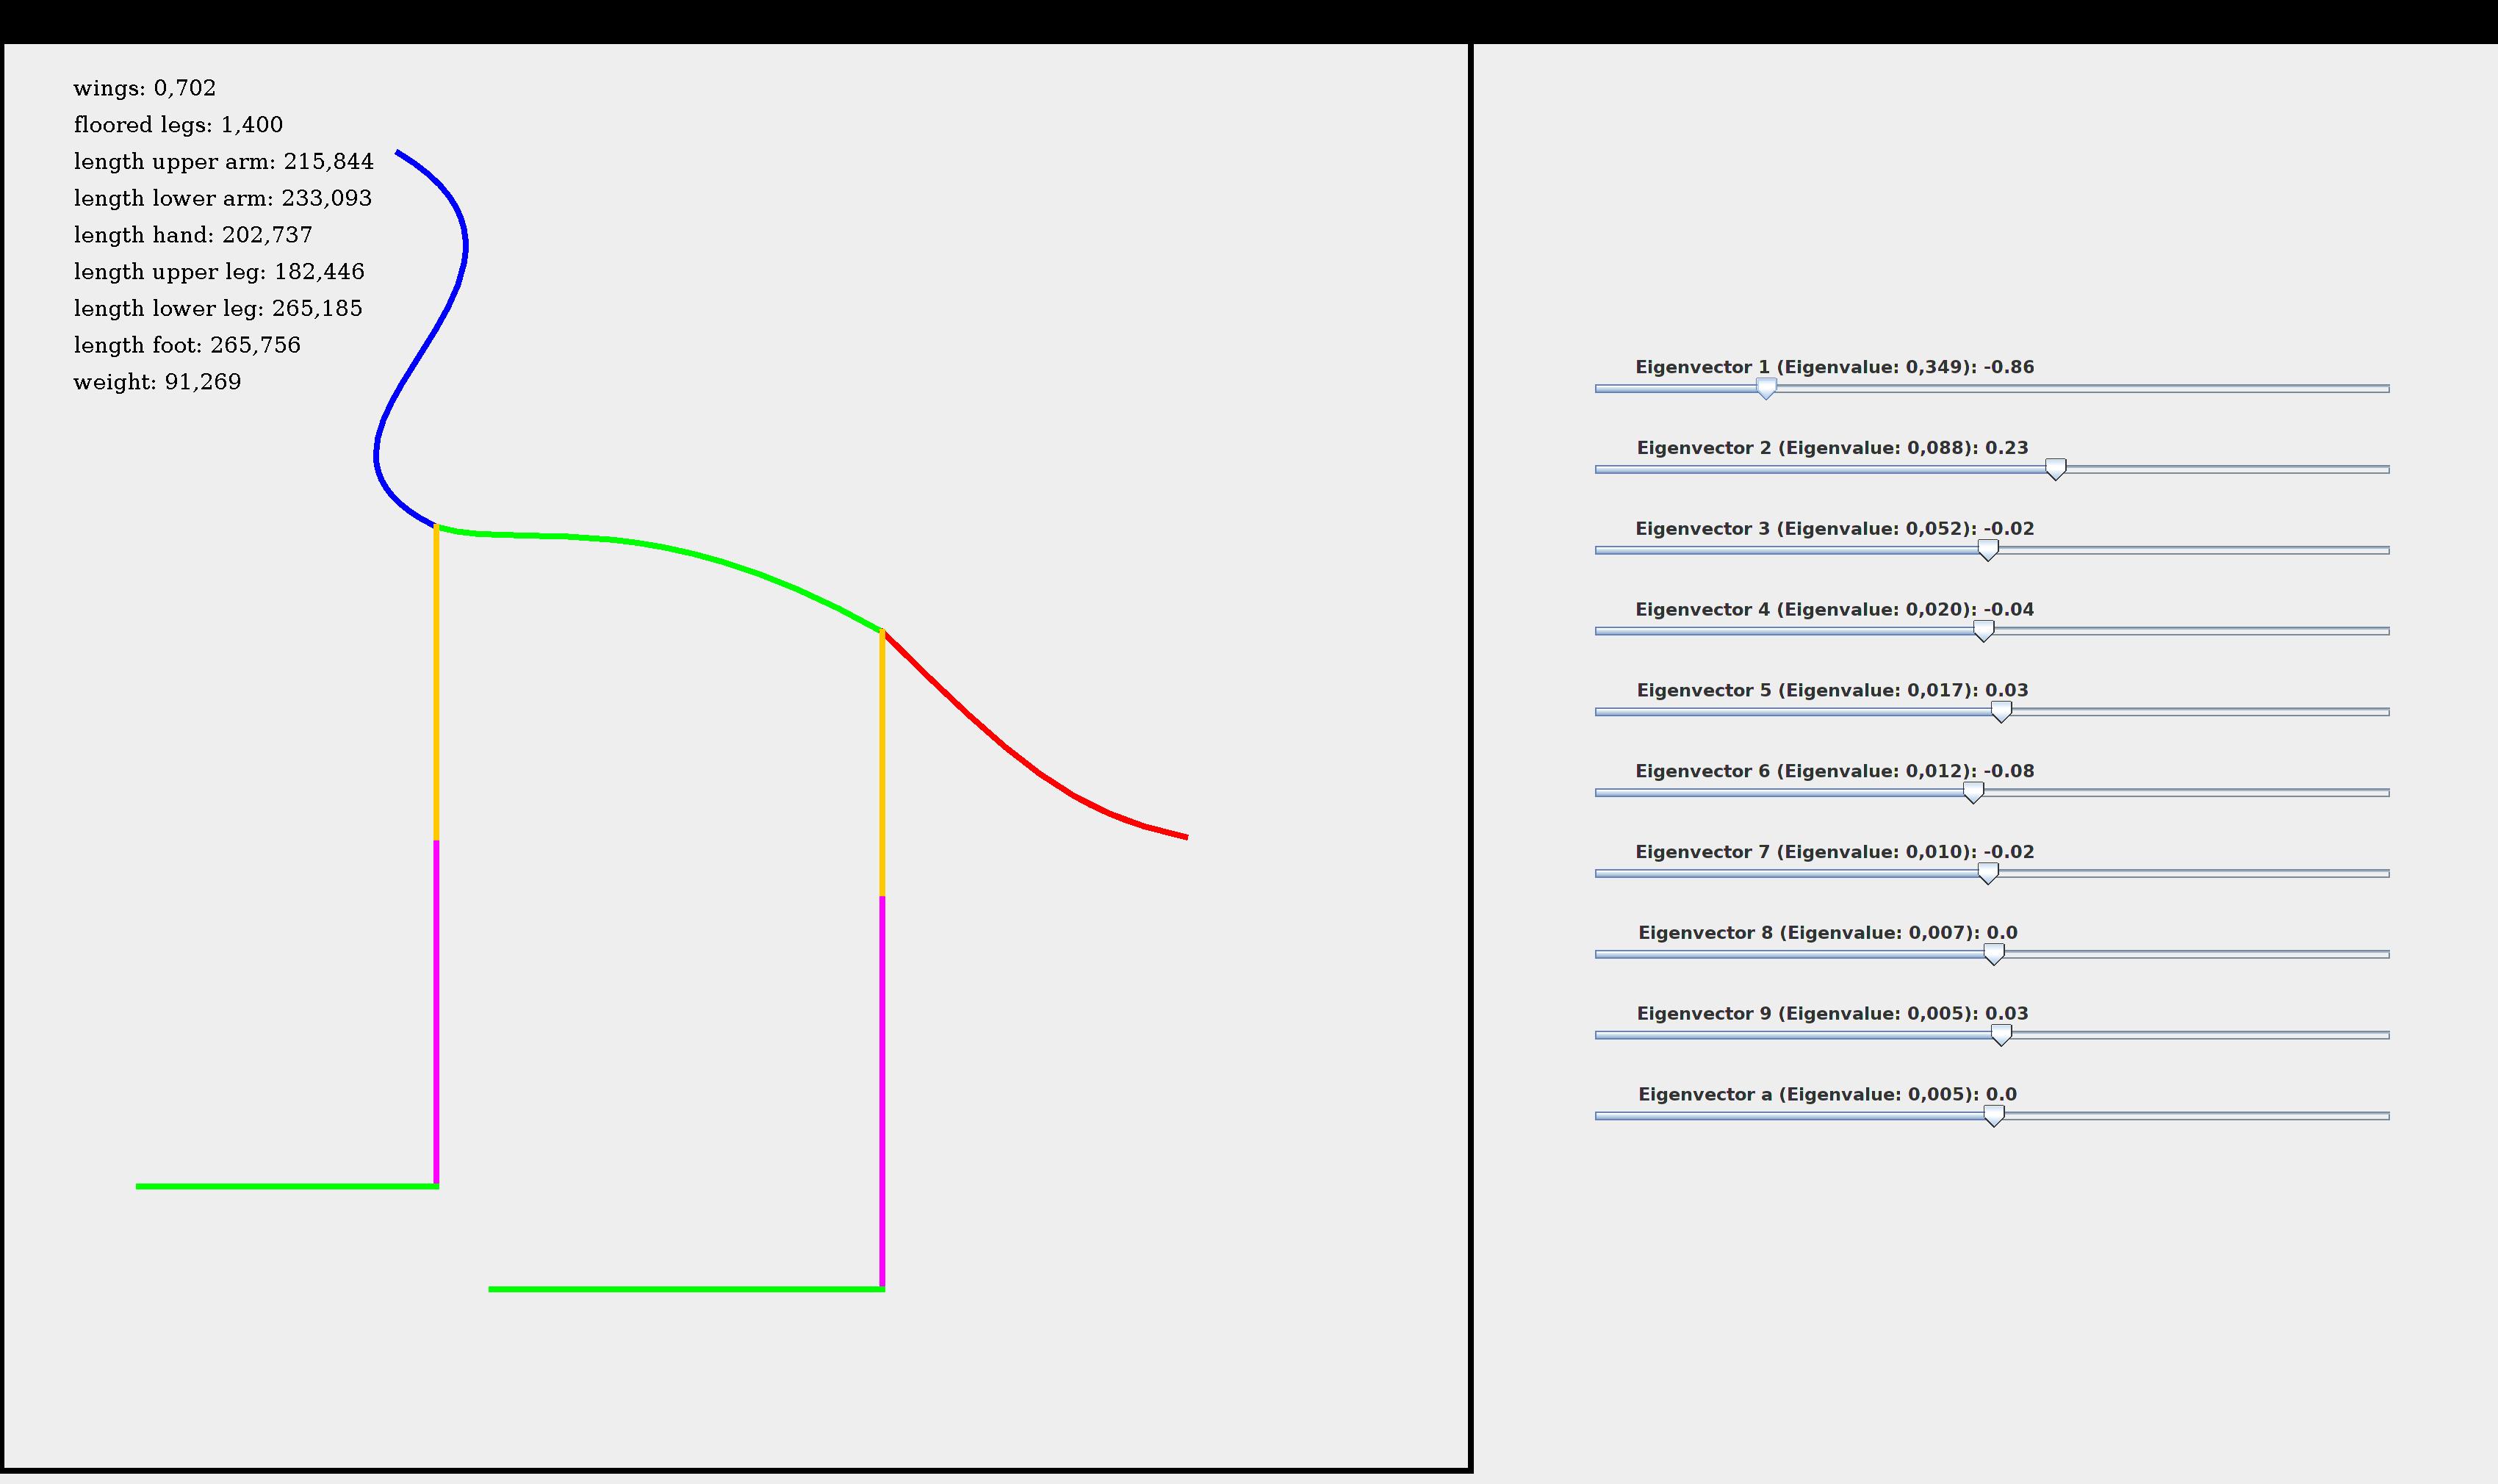 wings: 0,702
floored legs: 1,400
length upper arm: 215,844
length lower arm: 233,093
length hand: 202,737
length upper leg: 182,446
length lower leg: 265,185
length foot: 265,756
weight: 91,269
Eigenvector 1 (Eigenvalue: 0,349): -0.86
Eigenvector 2 (Eigenvalue: 0,088): 0.23
Eigenvector 3 (Eigenvalue: 0,052): -0.02
Eigenvector 4 (Eigenvalue: 0,020): -0.04
Eigenvector 5 (Eigenvalue: 0,017): 0.03
Eigenvector 6 (Eigenvalue: 0,012): -0.08
Eigenvector 7 (Eigenvalue: 0,010): -0.02
Eigenvector 8 (Eigenvalue: 0,007): 0.0
Eigenvector 9 (Eigenvalue: 0,005): 0.03
Eigenvector a (Eigenvalue: 0,005): 0.0